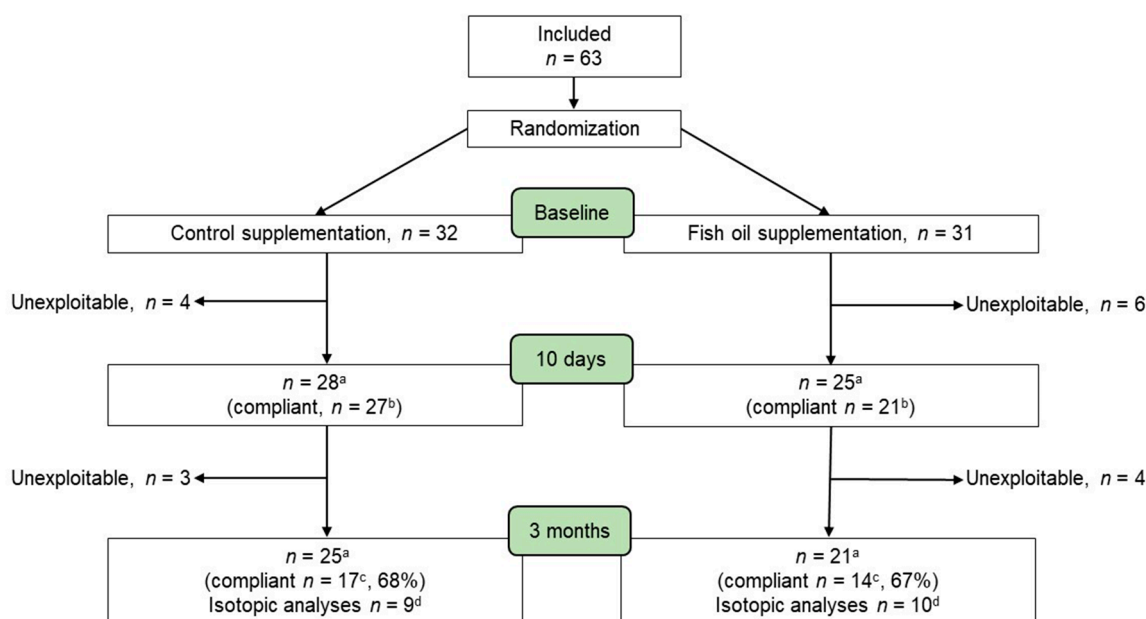 Included
n = 63
Randomization
Baseline
Control supplementation, n = 32
Fish oil supplementation, n = 31
Unexploitable, n = 4
Unexploitable, n = 6
10 days
n = 28ᵃ
(compliant, n = 27ᵇ)
n = 25ᵃ
(compliant n = 21ᵇ)
Unexploitable, n = 3
Unexploitable, n = 4
3 months
n = 25ᵃ
(compliant n = 17ᶜ, 68%)
Isotopic analyses n = 9ᵈ
n = 21ᵃ
(compliant n = 14ᶜ, 67%)
Isotopic analyses n = 10ᵈ